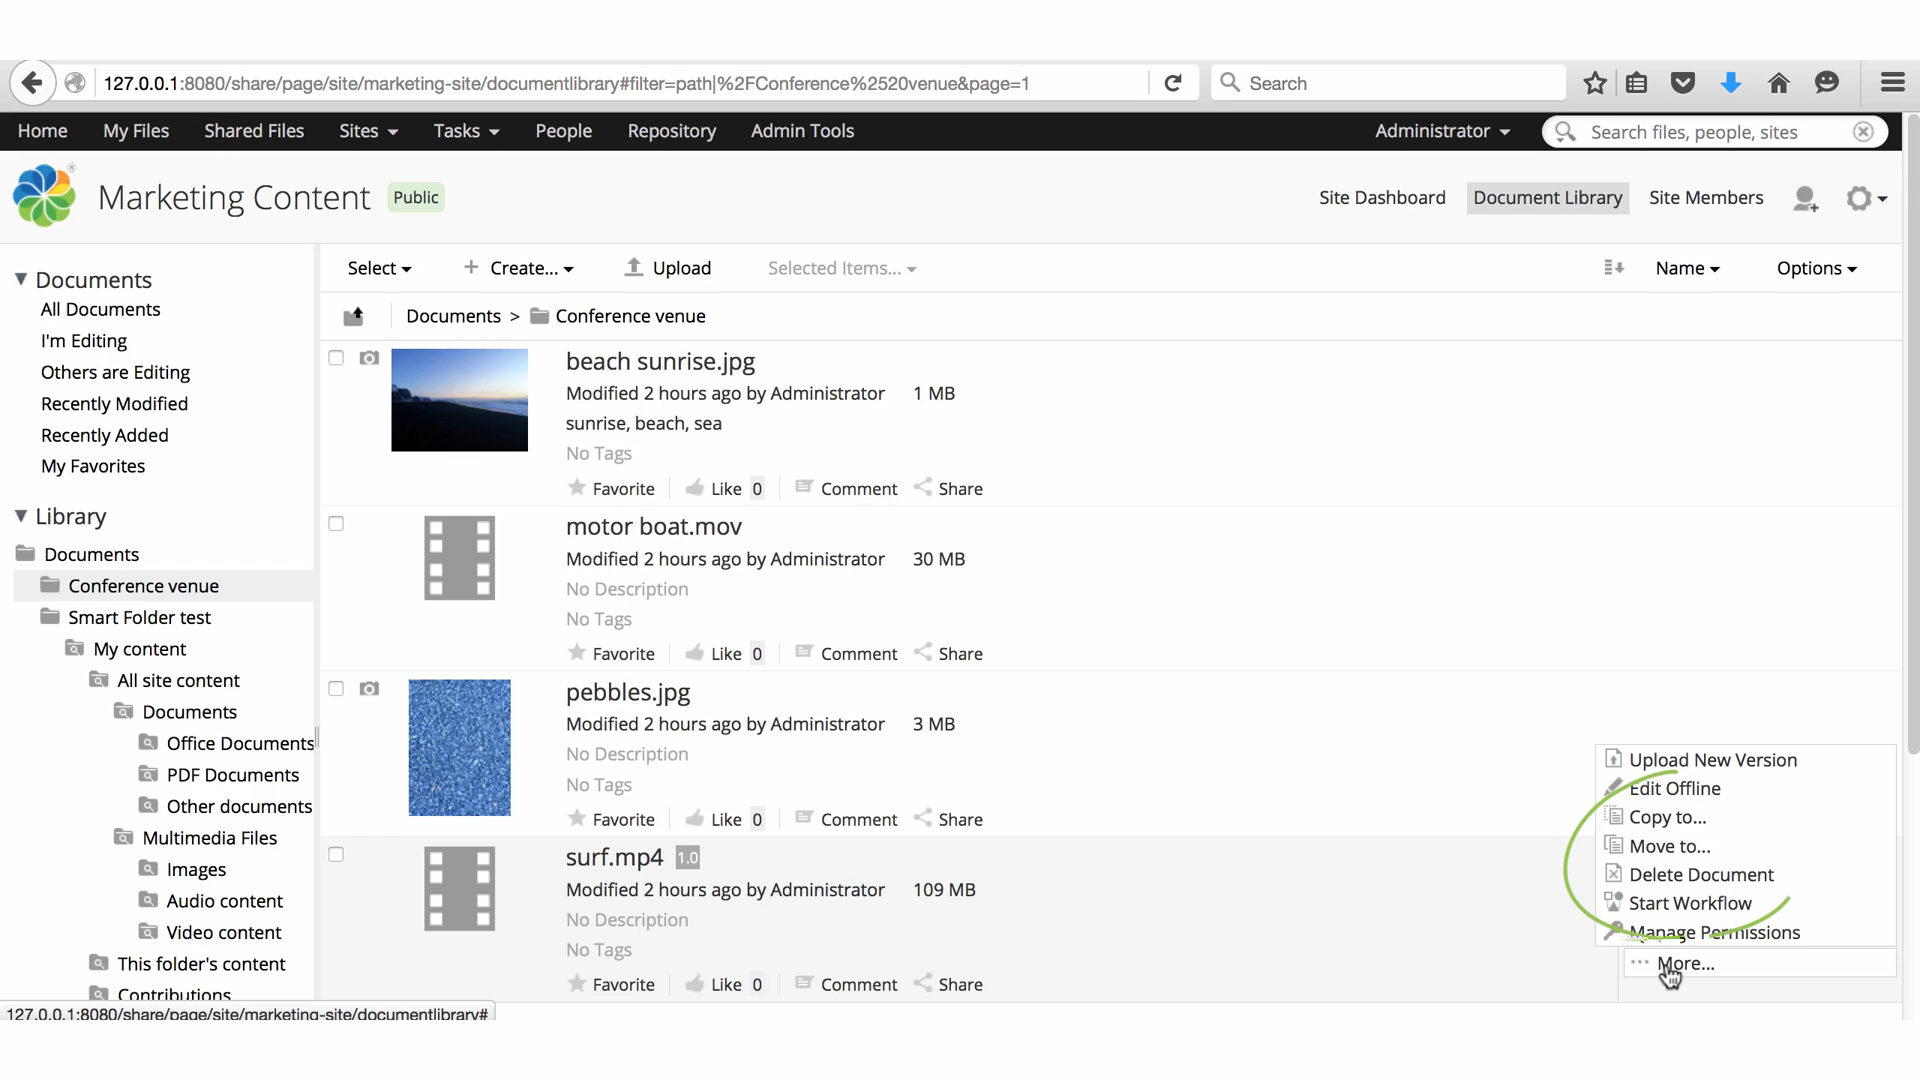 127.0.0.1:8080/share/page/site/marketing-site/documentlibrary#filter=path|%2FConference%2520venue&page=1
Search
Home My Files Shared Files Sites Tasks People Repository Admin Tools Administrator Search files, people, sites
Marketing Content Public Site Dashboard Document Library Site Members
Select Create... Upload Selected Items... Name Options
Documents > Conference venue
Documents
All Documents
I'm Editing
Others are Editing
Recently Modified
Recently Added
My Favorites
Library
Documents
Conference venue
Smart Folder test
My content
All site content
Documents
Office Documents
PDF Documents
Other documents
Multimedia Files
Images
Audio content
Video content
This folder's content
Contributions
127.0.0.1:8080/share/page/site/marketing-site/documentlibrary#
beach sunrise.jpg
Modified 2 hours ago by Administrator 1 MB
sunrise, beach, sea
No Tags
Favorite Like 0 Comment Share
motor boat.mov
Modified 2 hours ago by Administrator 30 MB
No Description
No Tags
Favorite Like 0 Comment Share
pebbles.jpg
Modified 2 hours ago by Administrator 3 MB
No Description
No Tags
Favorite Like 0 Comment Share
surf.mp4 1.0
Modified 2 hours ago by Administrator 109 MB
No Description
No Tags
Favorite Like 0 Comment Share
Upload New Version
Edit Offline
Copy to...
Move to...
Delete Document
Start Workflow
Manage Permissions
More...